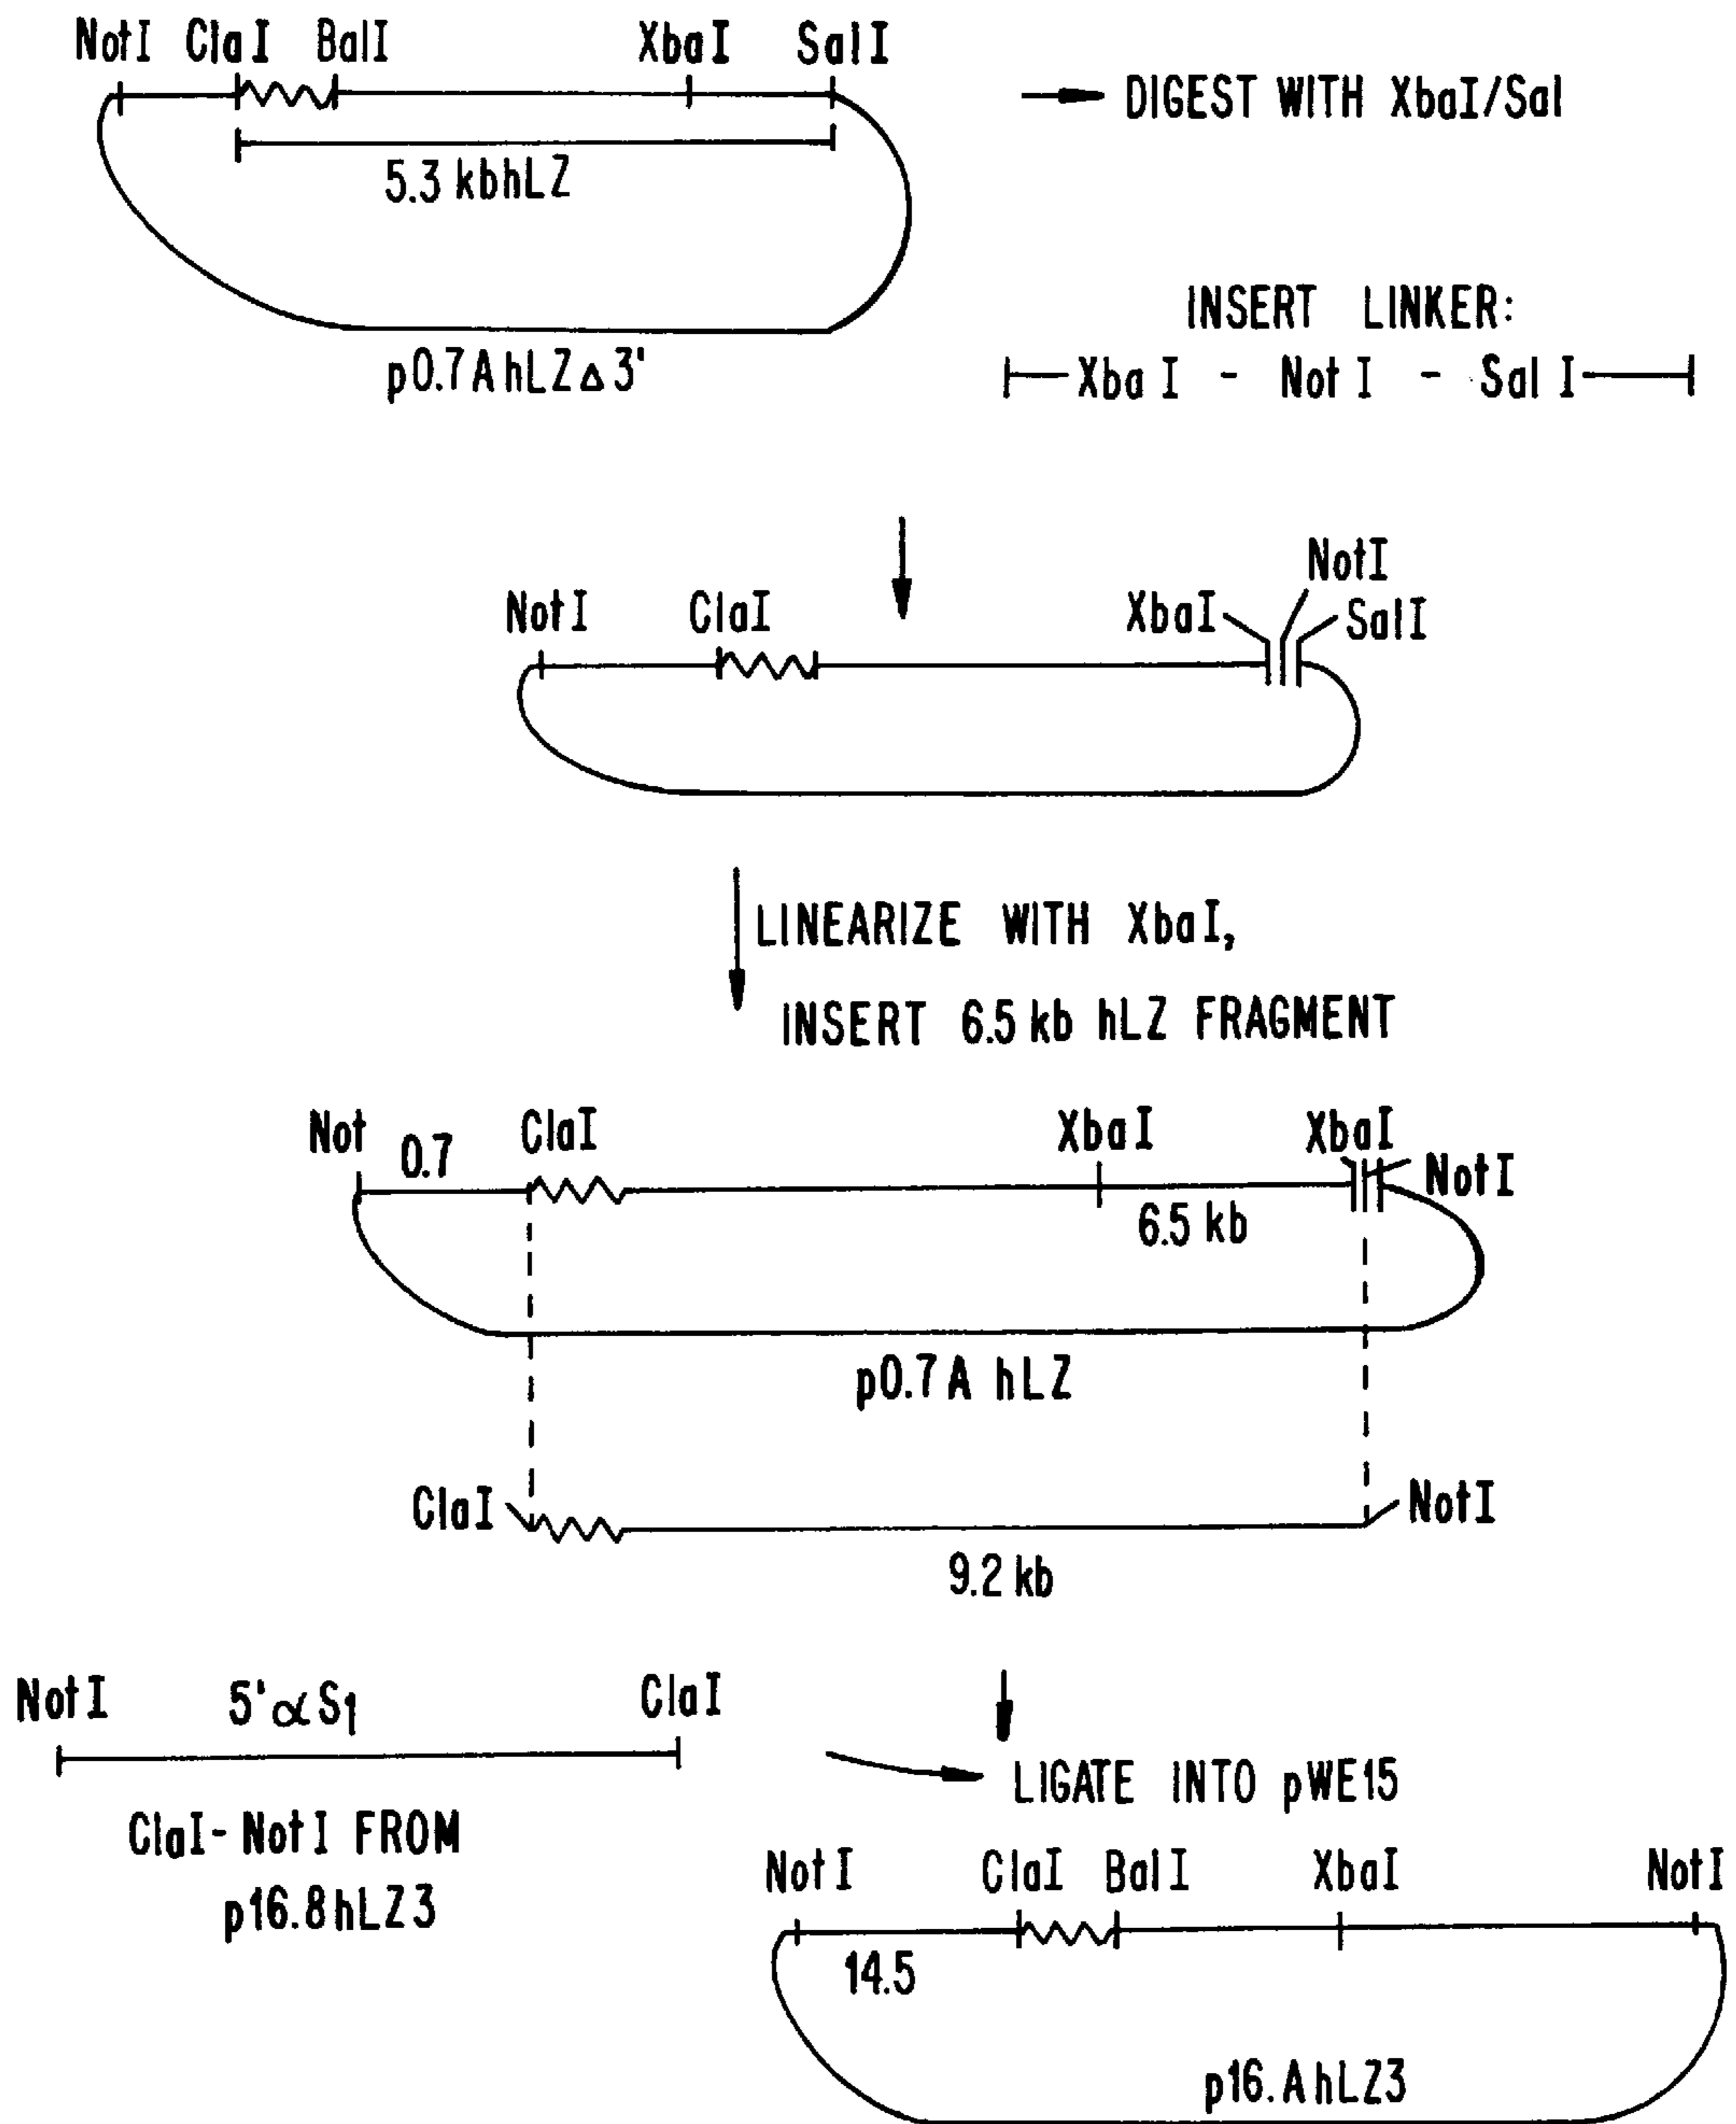 NotI ClaI BalI XbaI SalI
→ DIGEST WITH XbaI/Sal
5.3 kbhLZ
p0.7AhLZΔ3'
INSERT LINKER:
XbaI - NotI - SalI
NotI ClaI XbaI NotI SalI
LINEARIZE WITH XbaI,
INSERT 6.5 kb hLZ FRAGMENT
Not 0.7 ClaI XbaI XbaI NotI
6.5 kb
p0.7A hLZ
ClaI NotI
9.2 kb
NotI 5'αS1 ClaI
LIGATE INTO pWE15
ClaI-NotI FROM
p16.8hLZ3
NotI ClaI BalI XbaI NotI
14.5
p16.AhLZ3